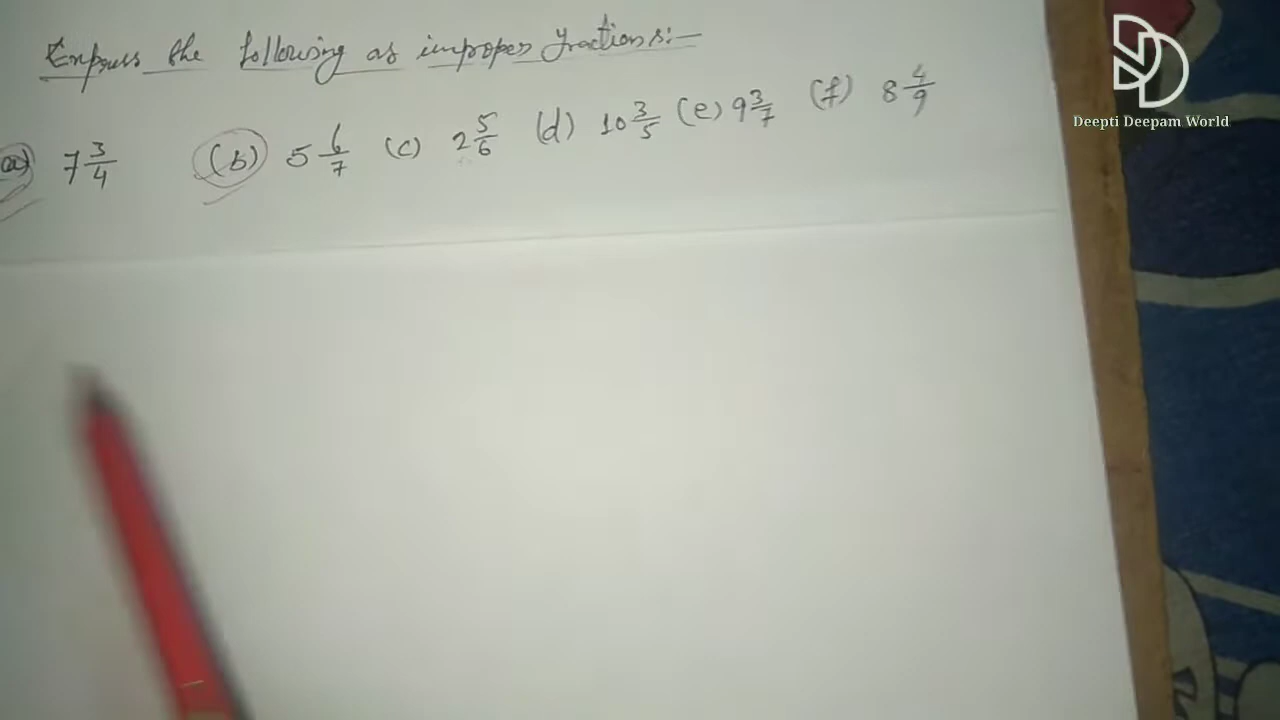 Express the following as improper fractions:-
(a) 7 3/4 (b) 5 6/7 (c) 2 5/6 (d) 10 3/5 (e) 9 3/7 (f) 8 4/9
Deepti Deepam World